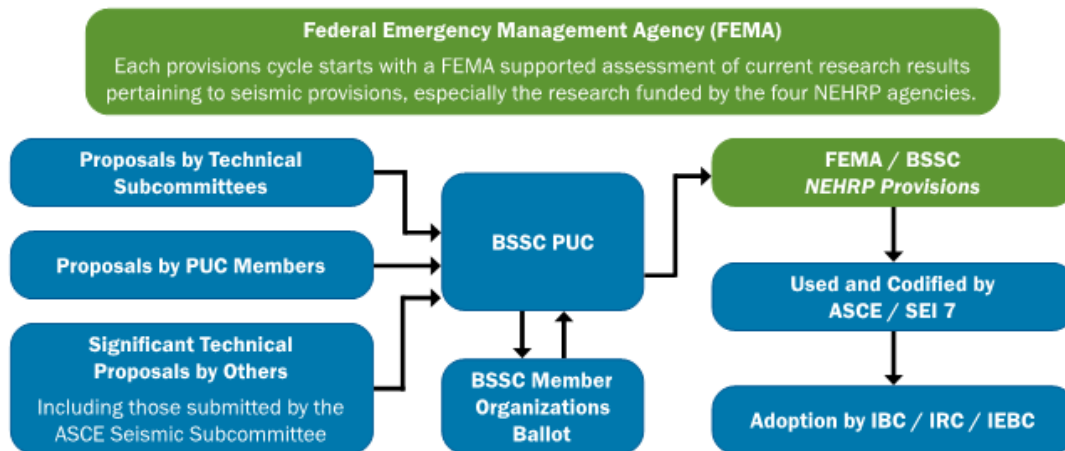 Federal Emergency Management Agency (FEMA)
Each provisions cycle starts with a FEMA supported assessment of current research results
pertaining to seismic provisions, especially the research funded by the four NEHRP agencies.
Proposals by Technical
Subcommittees
Proposals by PUC Members
Significant Technical
Proposals by Others
Including those submitted by the
ASCE Seismic Subcommittee
BSSC PUC
BSSC Member
Organizations
Ballot
FEMA / BSSC
NEHRP Provisions
Used and Codified by
ASCE / SEI 7
Adoption by IBC / IRC / IEBC